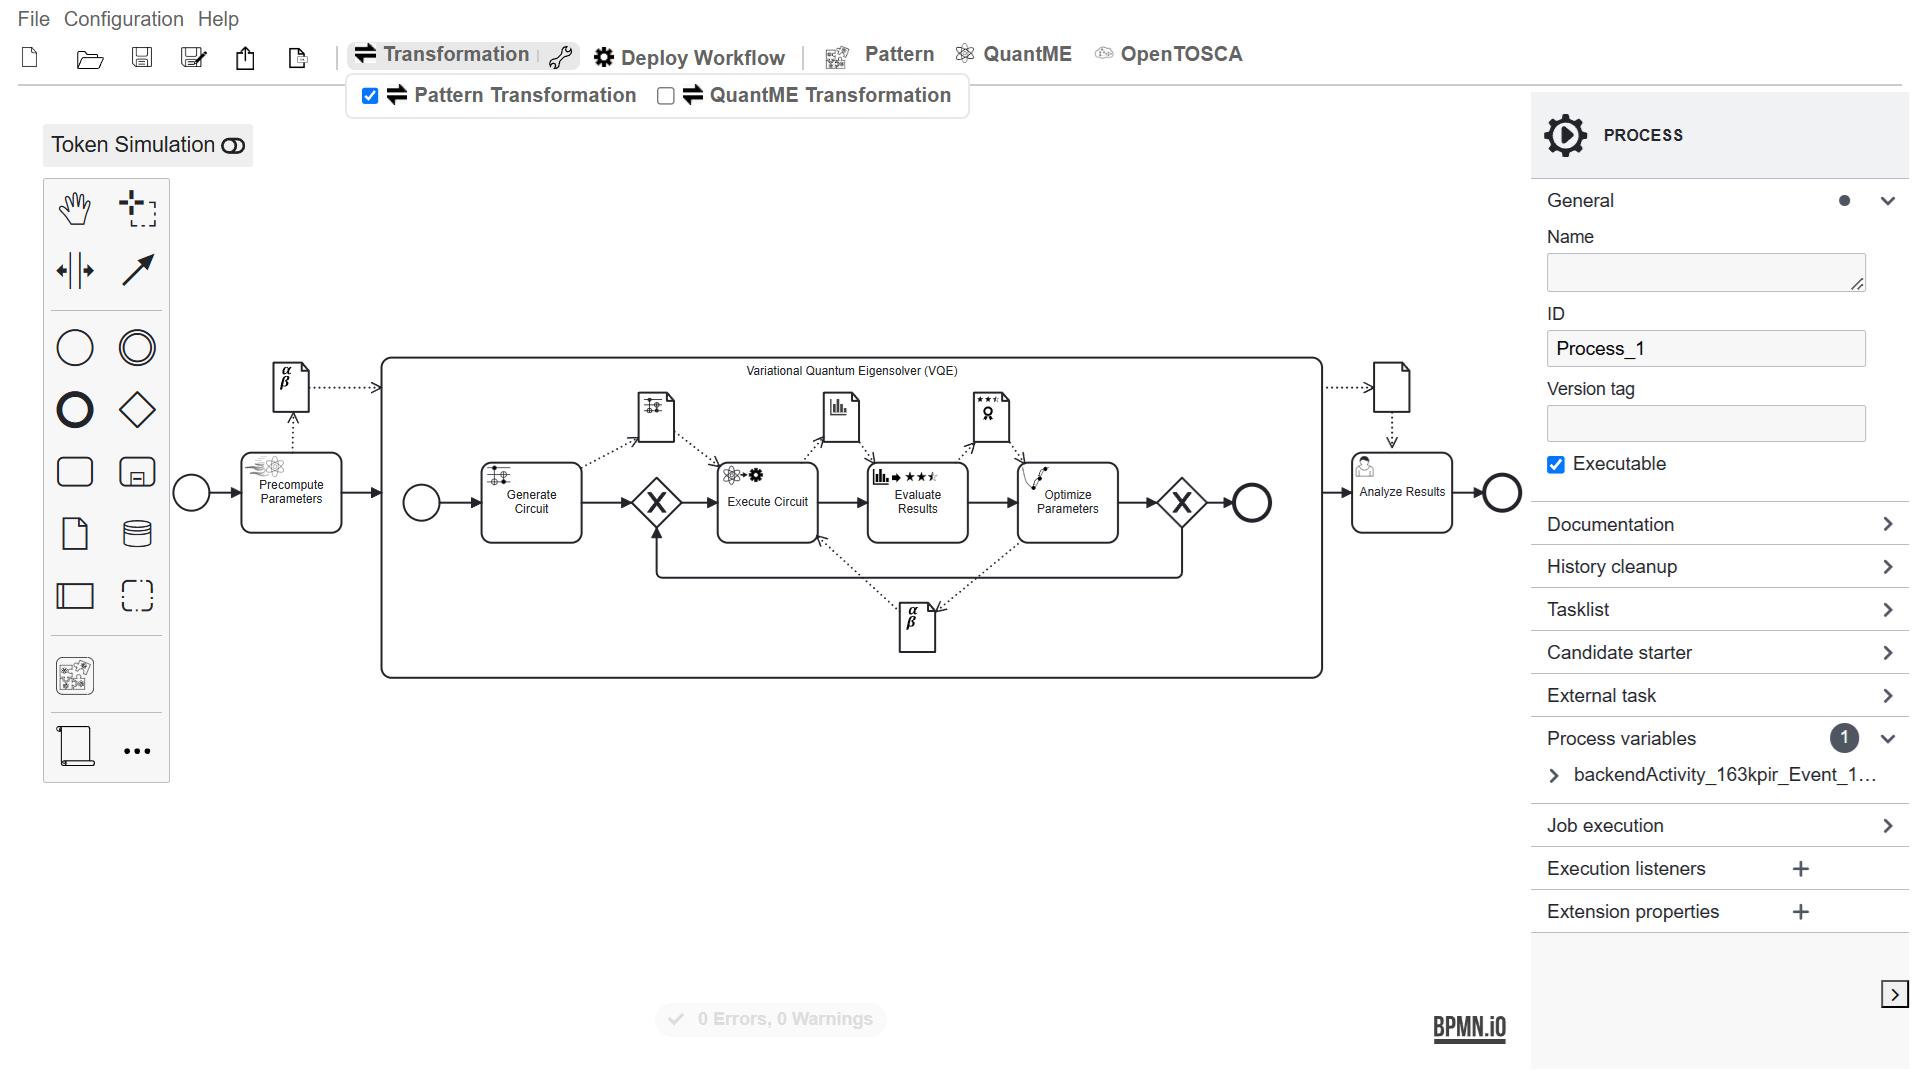 File Configuration Help
Transformation Deploy Workflow Pattern QuantME OpenTOSCA
Pattern Transformation QuantME Transformation
Token Simulation
α
β
Precompute
Parameters
Variational Quantum Eigensolver (VQE)
Generate
Circuit
X
Execute Circuit
Evaluate
Results
Optimize
Parameters
X
α
β
Analyze Results
0 Errors, 0 Warnings
BPMN.iO
PROCESS
General
Name
ID
Process_1
Version tag
Executable
Documentation
History cleanup
Tasklist
Candidate starter
External task
Process variables 1
backendActivity_163kpir_Event_1...
Job execution
Execution listeners
Extension properties